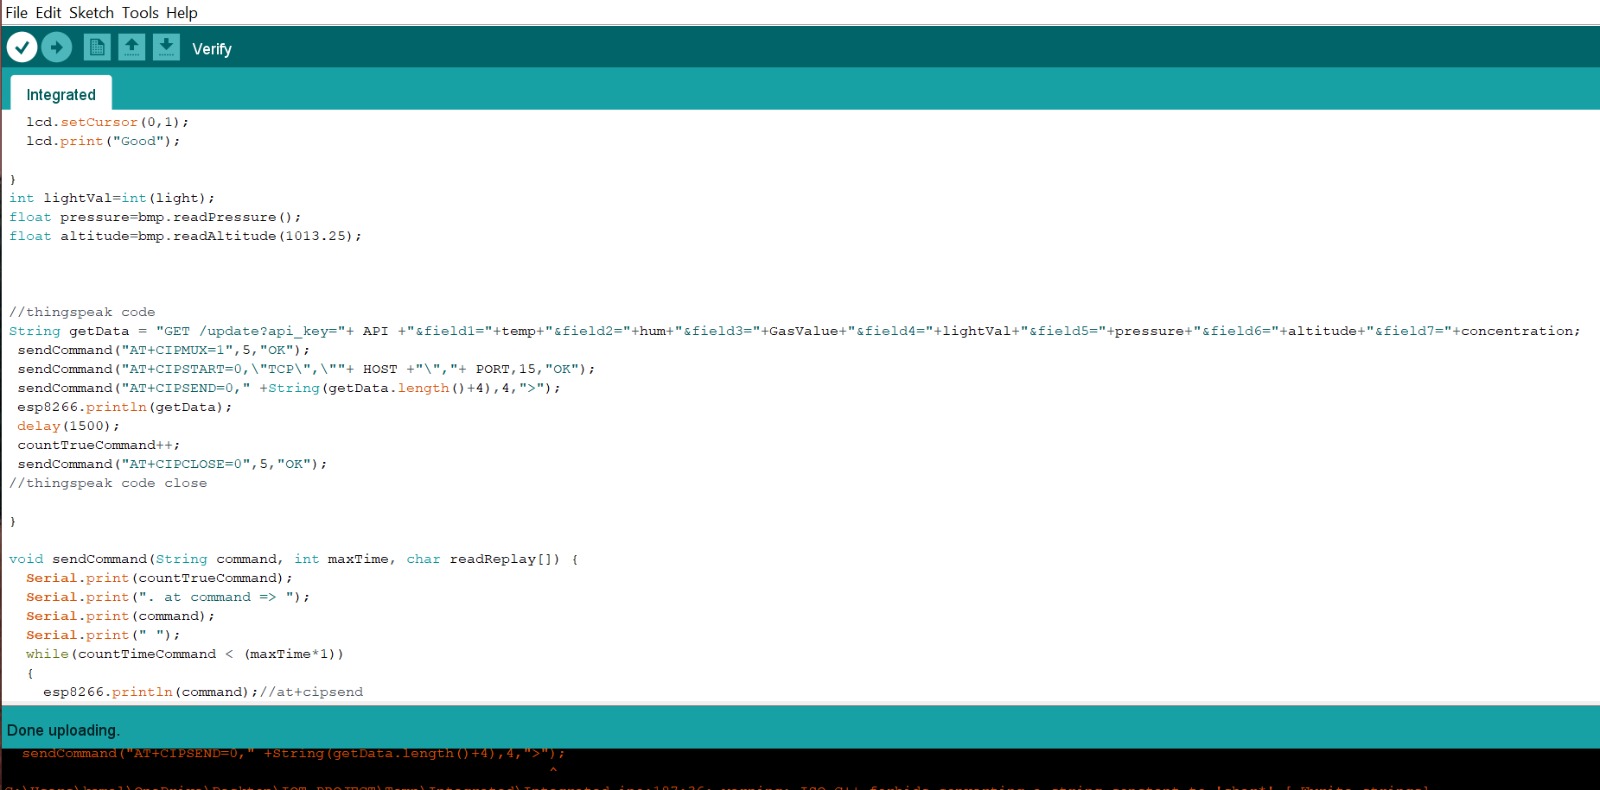 File Edit Sketch Tools Help
Verify
Integrated
lcd.setCursor(0,1);
lcd.print("Good");
}
int lightVal=int(light);
float pressure=bmp.readPressure();
float altitude=bmp.readAltitude(1013.25);
//thingspeak code
String getData = "GET /update?api_key="+ API +"&field1="+temp+"&field2="+hum+"&field3="+GasValue+"&field4="+lightVal+"&field5="+pressure+"&field6="+altitude+"&field7="+concentration;
sendCommand("AT+CIPMUX=1",5,"OK");
sendCommand("AT+CIPSTART=0,\"TCP\",\""+ HOST +"\","+ PORT,15,"OK");
sendCommand("AT+CIPSEND=0," +String(getData.length()+4),4,">");
esp8266.println(getData);
delay(1500);
countTrueCommand++;
sendCommand("AT+CIPCLOSE=0",5,"OK");
//thingspeak code close
}
void sendCommand(String command, int maxTime, char readReplay[]) {
Serial.print(countTrueCommand);
Serial.print(". at command => ");
Serial.print(command);
Serial.print(" ");
while(countTimeCommand < (maxTime*1))
{
esp8266.println(command);//at+cipsend
Done uploading.
sendCommand("AT+CIPSEND=0," +String(getData.length()+4),4,">");
^